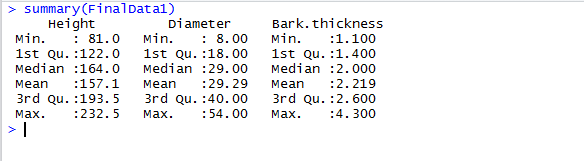 > summary(FinalData1)
     Height         Diameter     Bark.thickness
 Min.   : 81.0   Min.   : 8.00   Min.   :1.100
 1st Qu.:122.0   1st Qu.:18.00   1st Qu.:1.400
 Median :164.0   Median :29.00   Median :2.000
 Mean   :157.1   Mean   :29.29   Mean   :2.219
 3rd Qu.:193.5   3rd Qu.:40.00   3rd Qu.:2.600
 Max.   :232.5   Max.   :54.00   Max.   :4.300
>